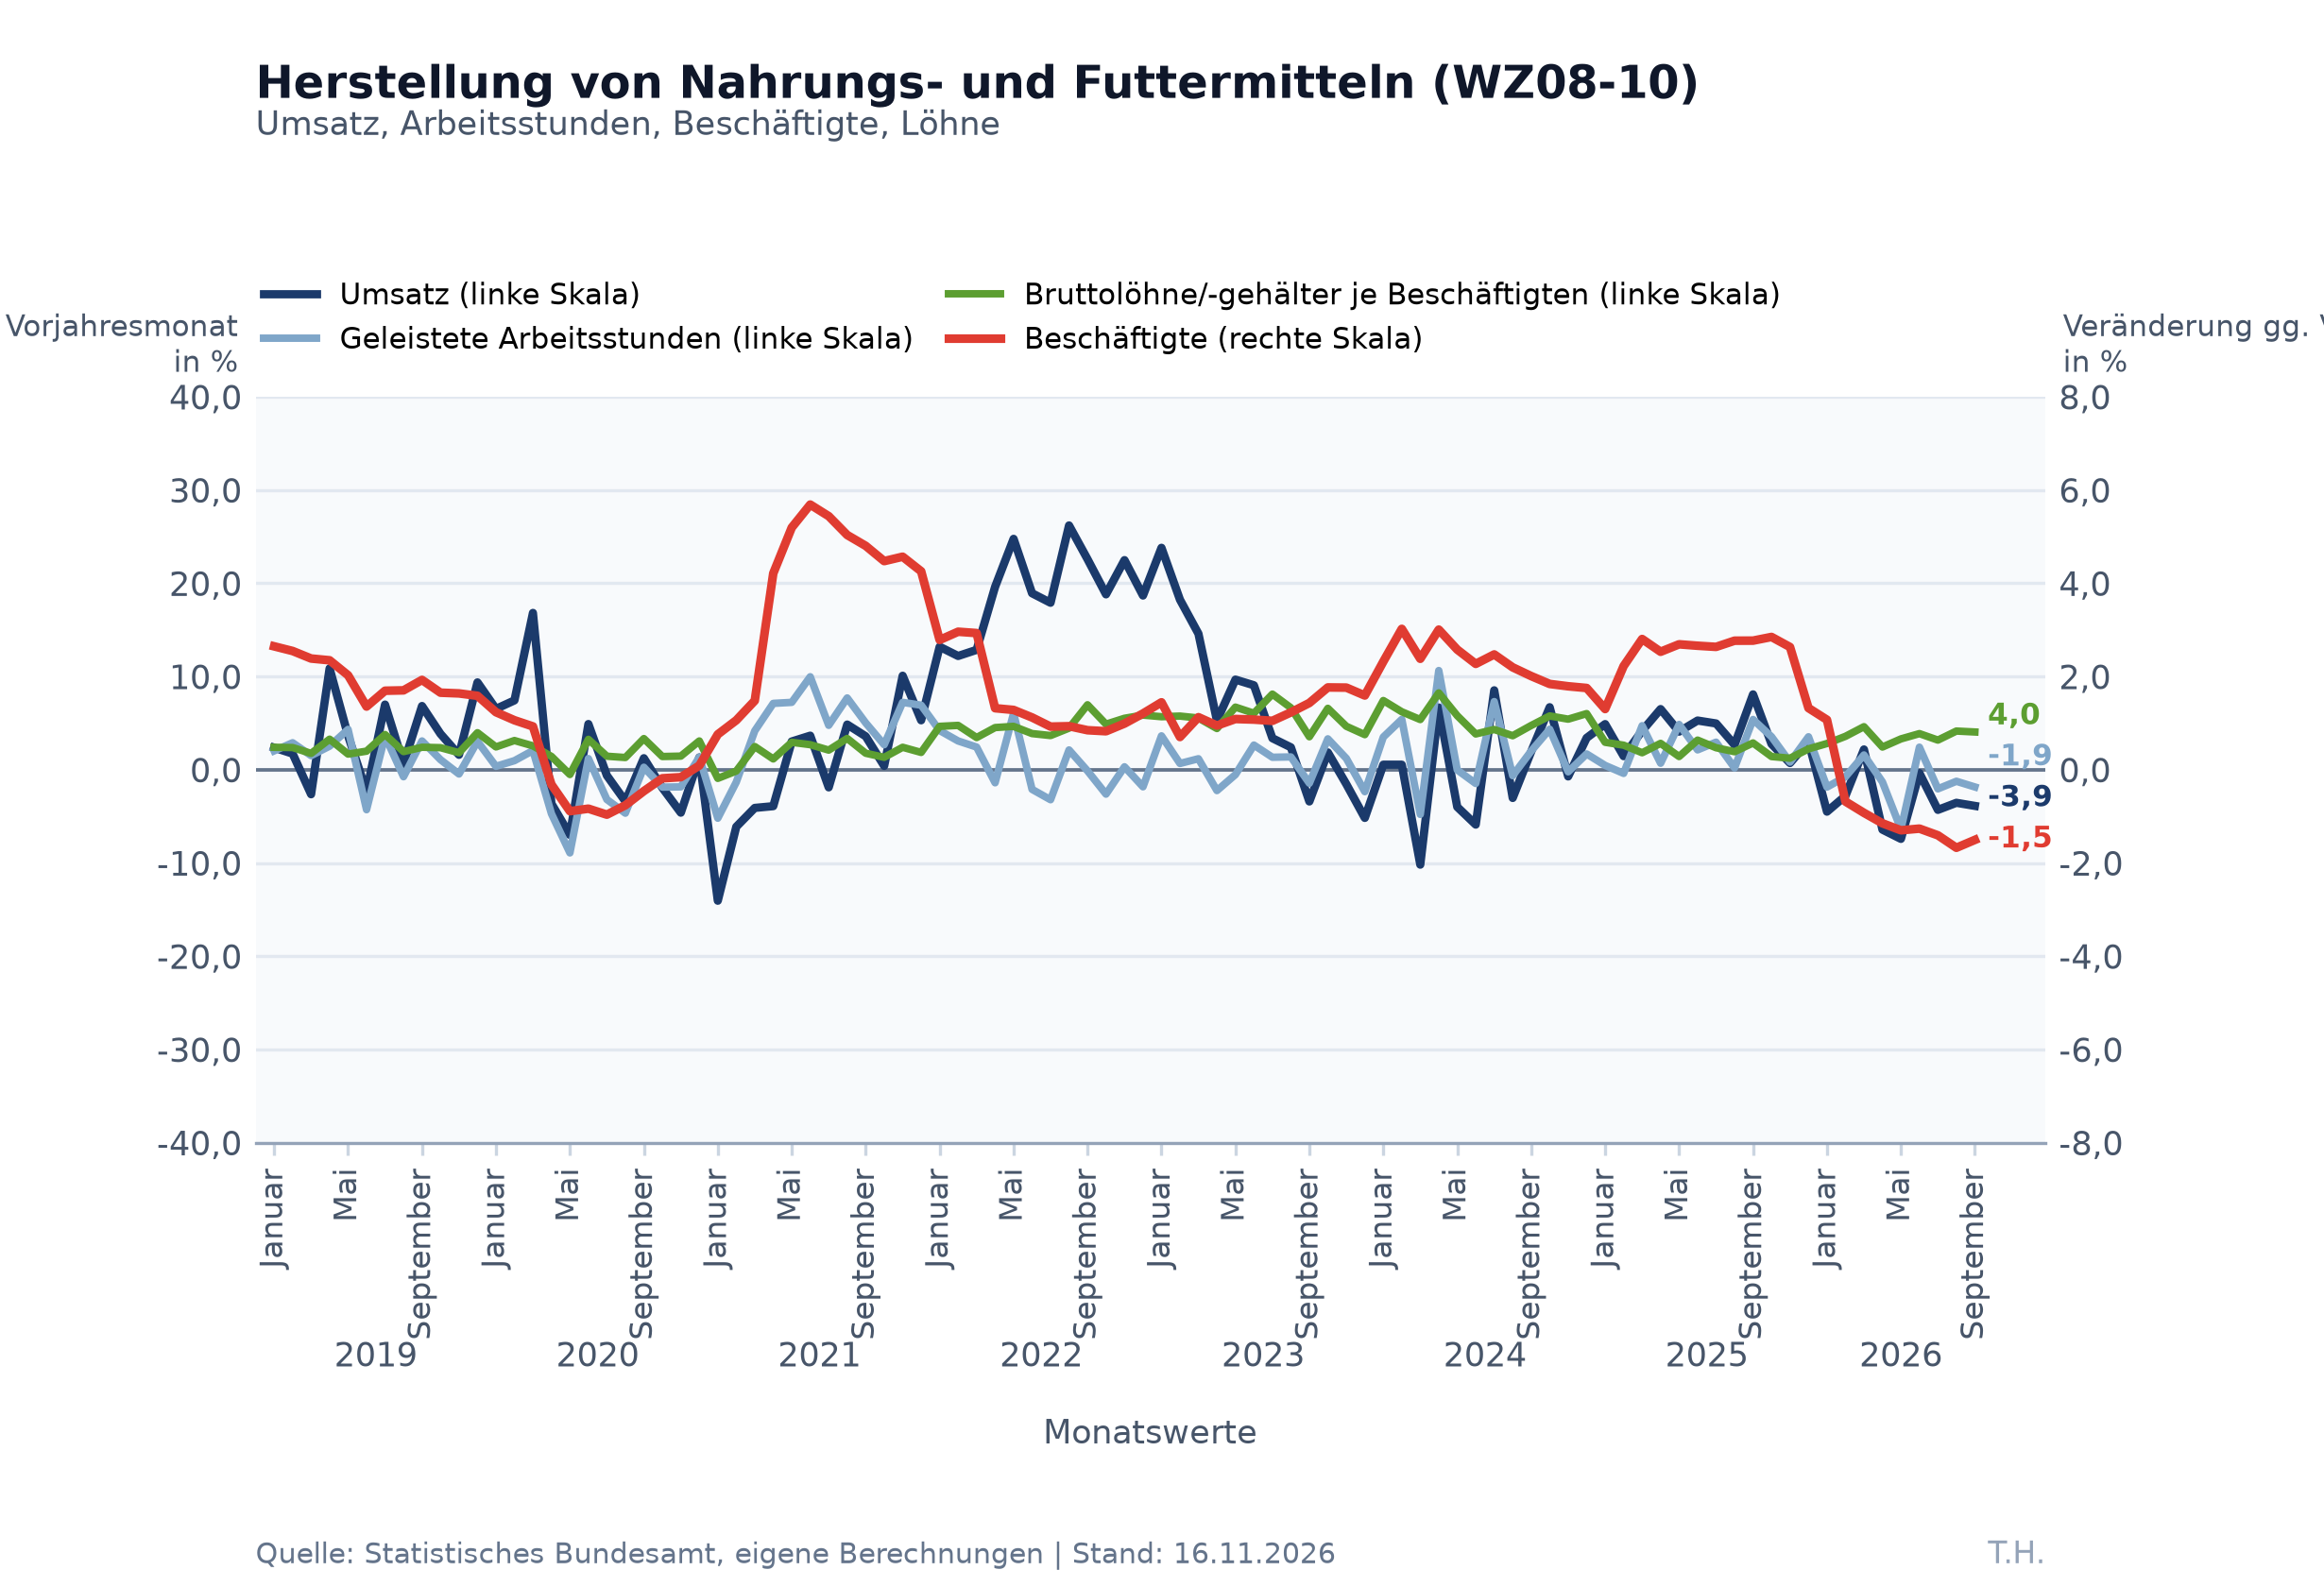 Herstellung von Nahrungs- und Futtermitteln (WZ08-10)
Umsatz, Arbeitsstunden, Beschäftigte, Löhne
Umsatz (linke Skala)
Bruttolöhne/-gehälter je Beschäftigten (linke Skala)
Geleistete Arbeitsstunden (linke Skala)
Beschäftigte (rechte Skala)
Vorjahresmonat
in %
Veränderung gg. V
in %
40,0
30,0
20,0
10,0
0,0
-10,0
-20,0
-30,0
-40,0
8,0
6,0
4,0
2,0
0,0
-2,0
-4,0
-6,0
-8,0
4,0
-1,9
-3,9
-1,5
Januar
Mai
September
Januar
Mai
September
Januar
Mai
September
Januar
Mai
September
Januar
Mai
September
Januar
Mai
September
Januar
Mai
September
Januar
Mai
September
2019
2020
2021
2022
2023
2024
2025
2026
Monatswerte
Quelle: Statistisches Bundesamt, eigene Berechnungen | Stand: 16.11.2026
T.H.